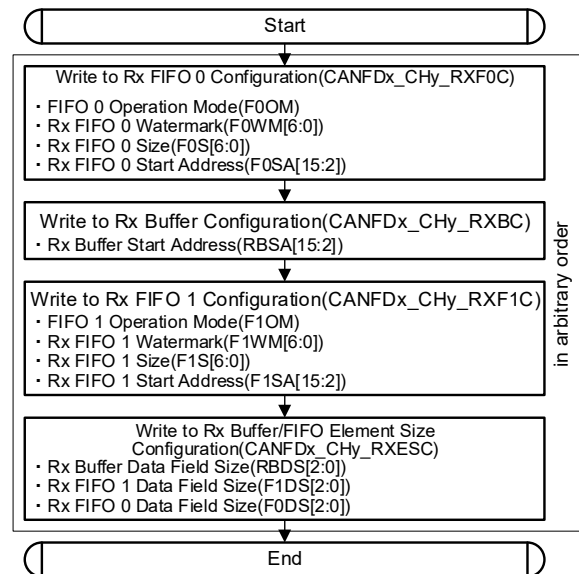 Start
Write to Rx FIFO 0 Configuration(CANFDx_CHy_RXF0C)
・FIFO 0 Operation Mode(F0OM)
・Rx FIFO 0 Watermark(F0WM[6:0])
・Rx FIFO 0 Size(F0S[6:0])
・Rx FIFO 0 Start Address(F0SA[15:2])
Write to Rx Buffer Configuration(CANFDx_CHy_RXBC)
・Rx Buffer Start Address(RBSA[15:2])
Write to Rx FIFO 1 Configuration(CANFDx_CHy_RXF1C)
・FIFO 1 Operation Mode(F1OM)
・Rx FIFO 1 Watermark(F1WM[6:0])
・Rx FIFO 1 Size(F1S[6:0])
・Rx FIFO 1 Start Address(F1SA[15:2])
Write to Rx Buffer/FIFO Element Size
Configuration(CANFDx_CHy_RXESC)
・Rx Buffer Data Field Size(RBDS[2:0])
・Rx FIFO 1 Data Field Size(F1DS[2:0])
・Rx FIFO 0 Data Field Size(F0DS[2:0])
in arbitrary order
End